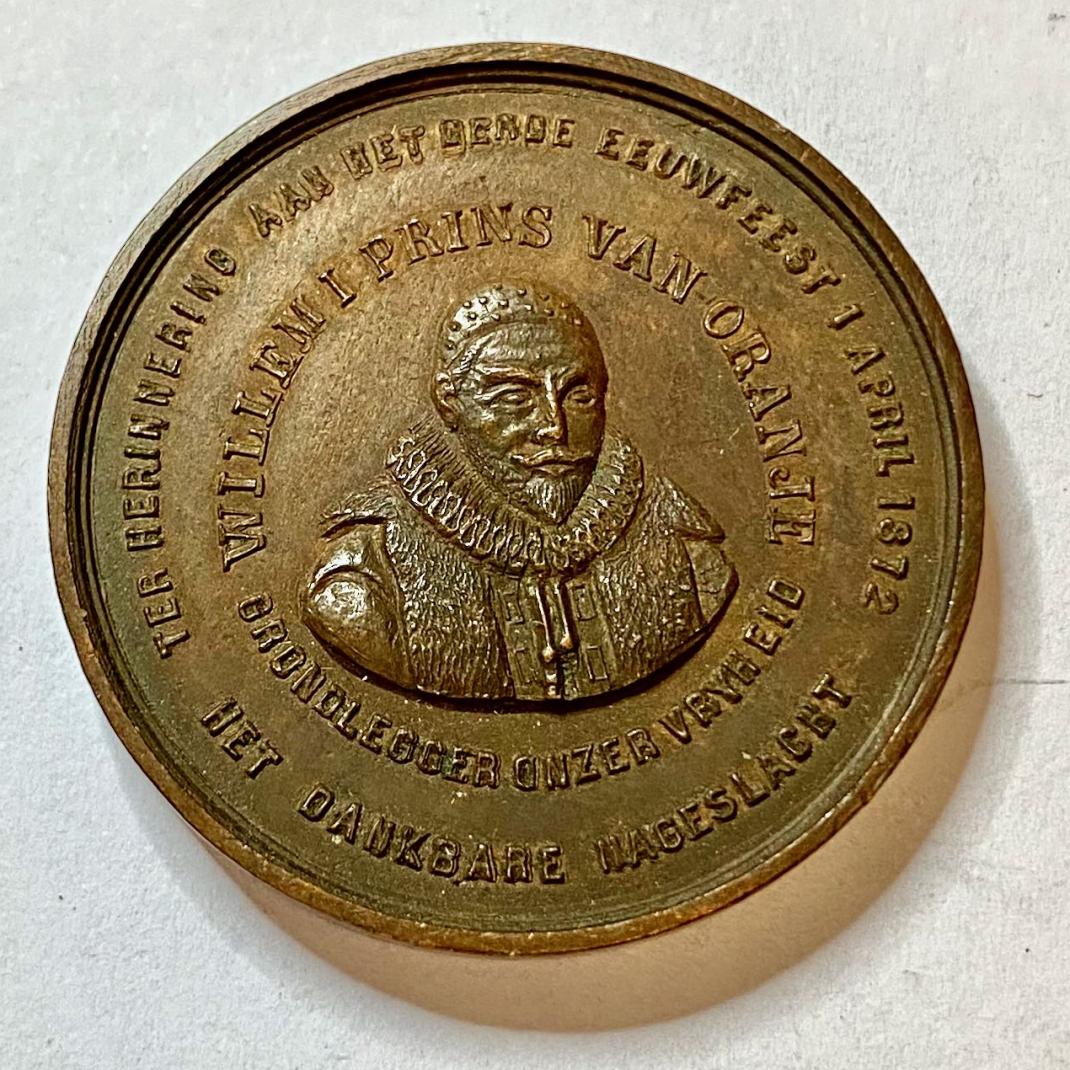 TER HERINNERING AAN HET DERDE EEUWFEEST 1 APRIL 1872
HET DANKBARE NAGESLACHT
WILLEM I PRINS VAN ORANJE
GRONDLEGGER ONZER VRYHEID